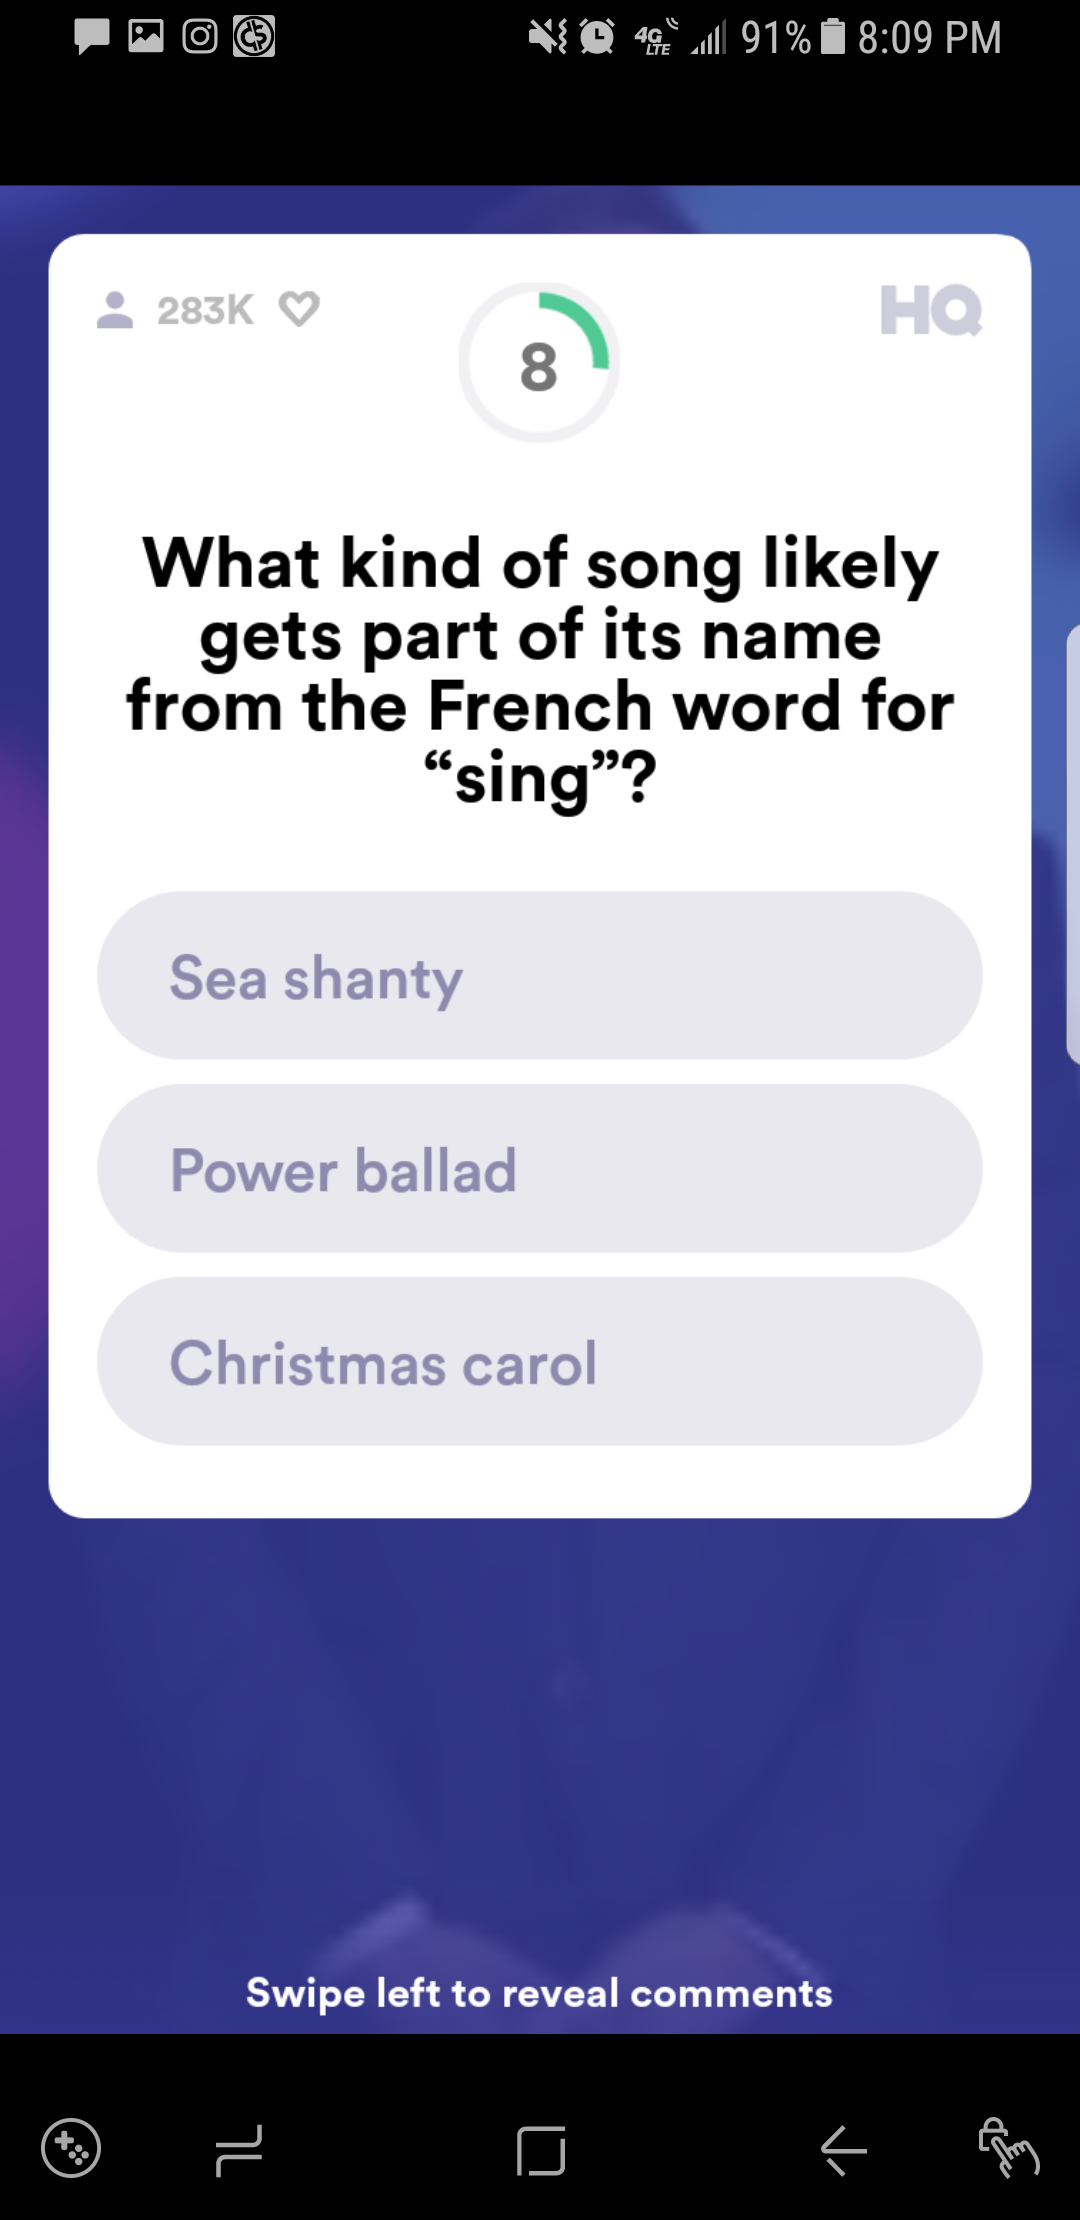 4G LTE 91% 8:09 PM
283K
8
HQ
What kind of song likely
gets part of its name
from the French word for
“sing”?
Sea shanty
Power ballad
Christmas carol
Swipe left to reveal comments